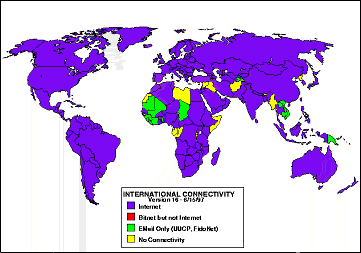 INTERNATIONAL CONNECTIVITY
Version 16 - 6/15/97
Internet
Bitnet but not Internet
EMail Only (UUCP, FidoNet)
No Connectivity